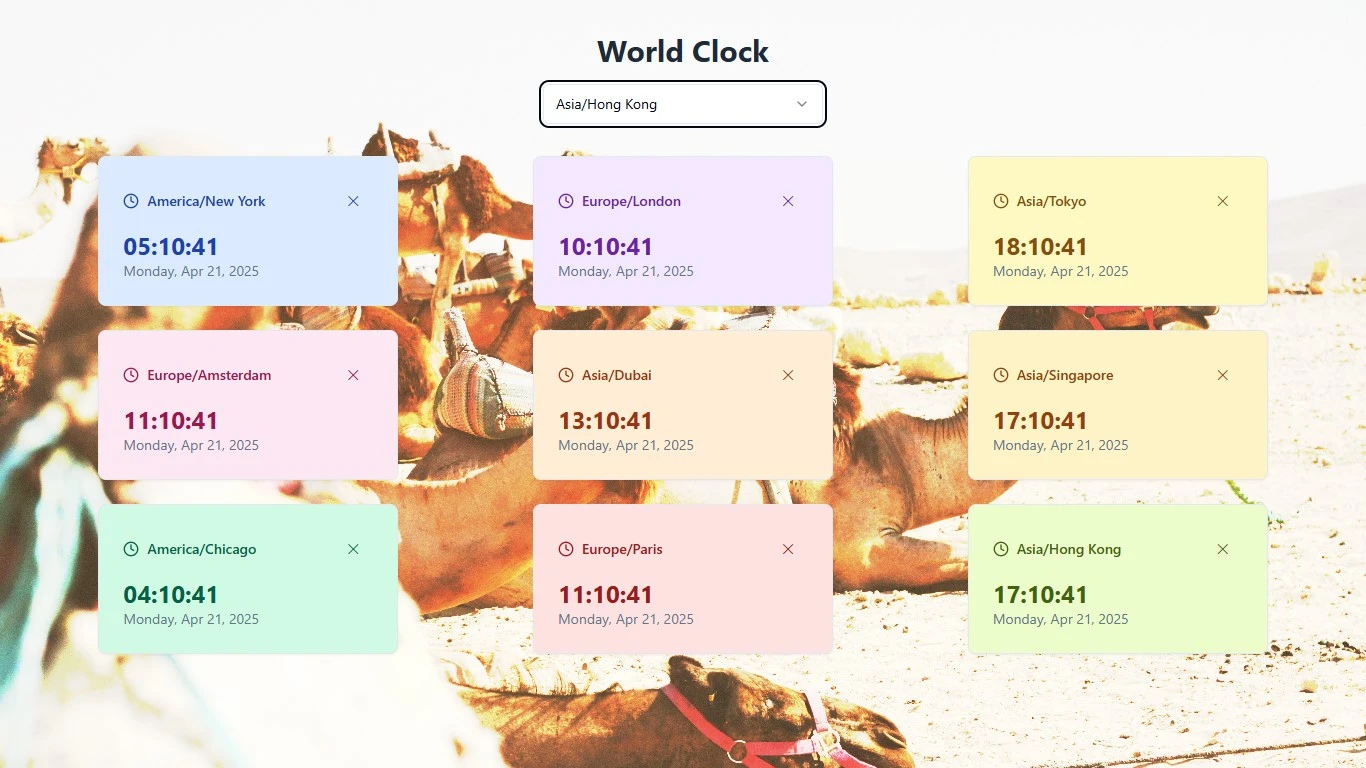 World Clock
Asia/Hong Kong
America/New York
05:10:41
Monday, Apr 21, 2025
Europe/London
10:10:41
Monday, Apr 21, 2025
Asia/Tokyo
18:10:41
Monday, Apr 21, 2025
Europe/Amsterdam
11:10:41
Monday, Apr 21, 2025
Asia/Dubai
13:10:41
Monday, Apr 21, 2025
Asia/Singapore
17:10:41
Monday, Apr 21, 2025
America/Chicago
04:10:41
Monday, Apr 21, 2025
Europe/Paris
11:10:41
Monday, Apr 21, 2025
Asia/Hong Kong
17:10:41
Monday, Apr 21, 2025